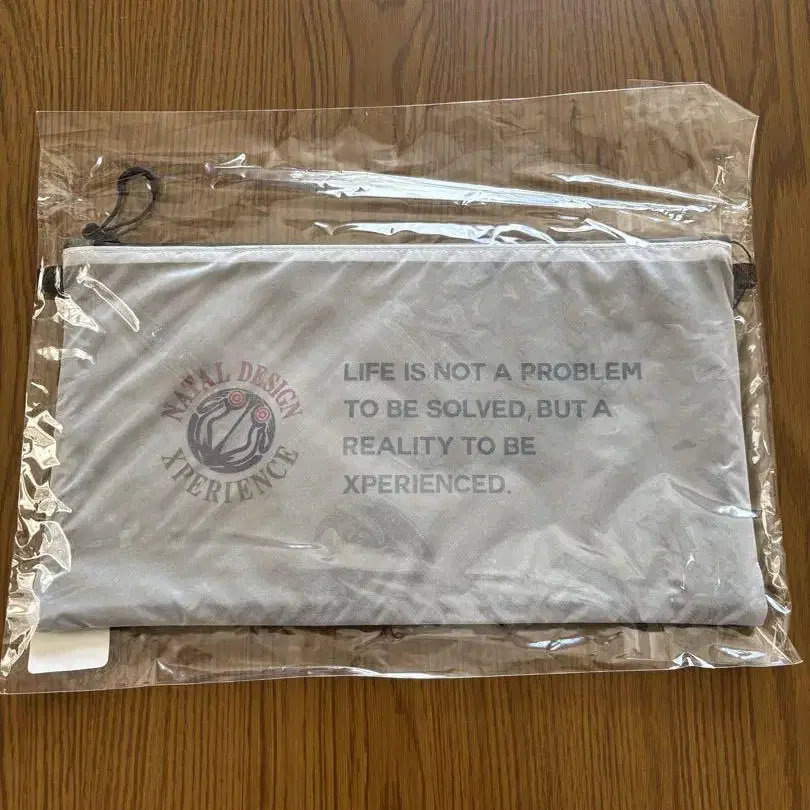 NATAL DESIGN
XPERIENCE
LIFE IS NOT A PROBLEM
TO BE SOLVED, BUT A
REALITY TO BE
XPERIENCED.